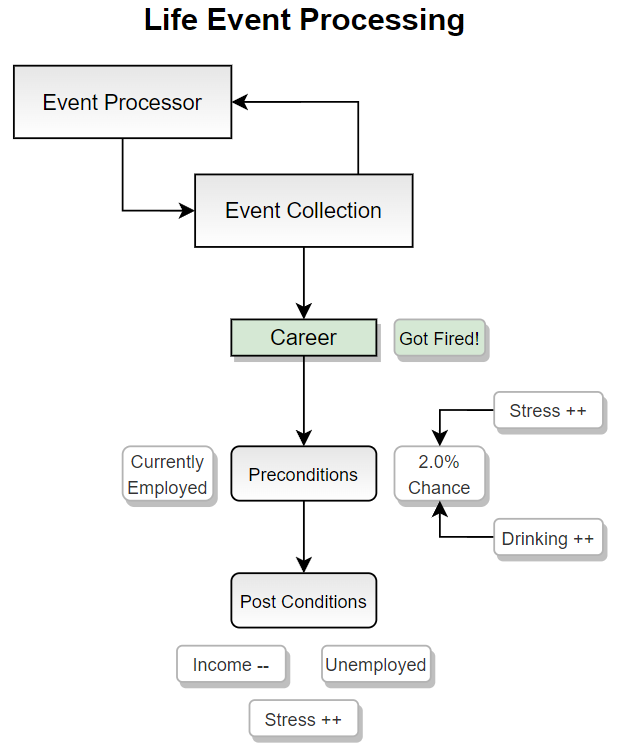 Life Event Processing
Event Processor
Event Collection
Career
Got Fired!
Stress ++
Currently
Employed
Preconditions
2.0%
Chance
Drinking ++
Post Conditions
Income --
Unemployed
Stress ++